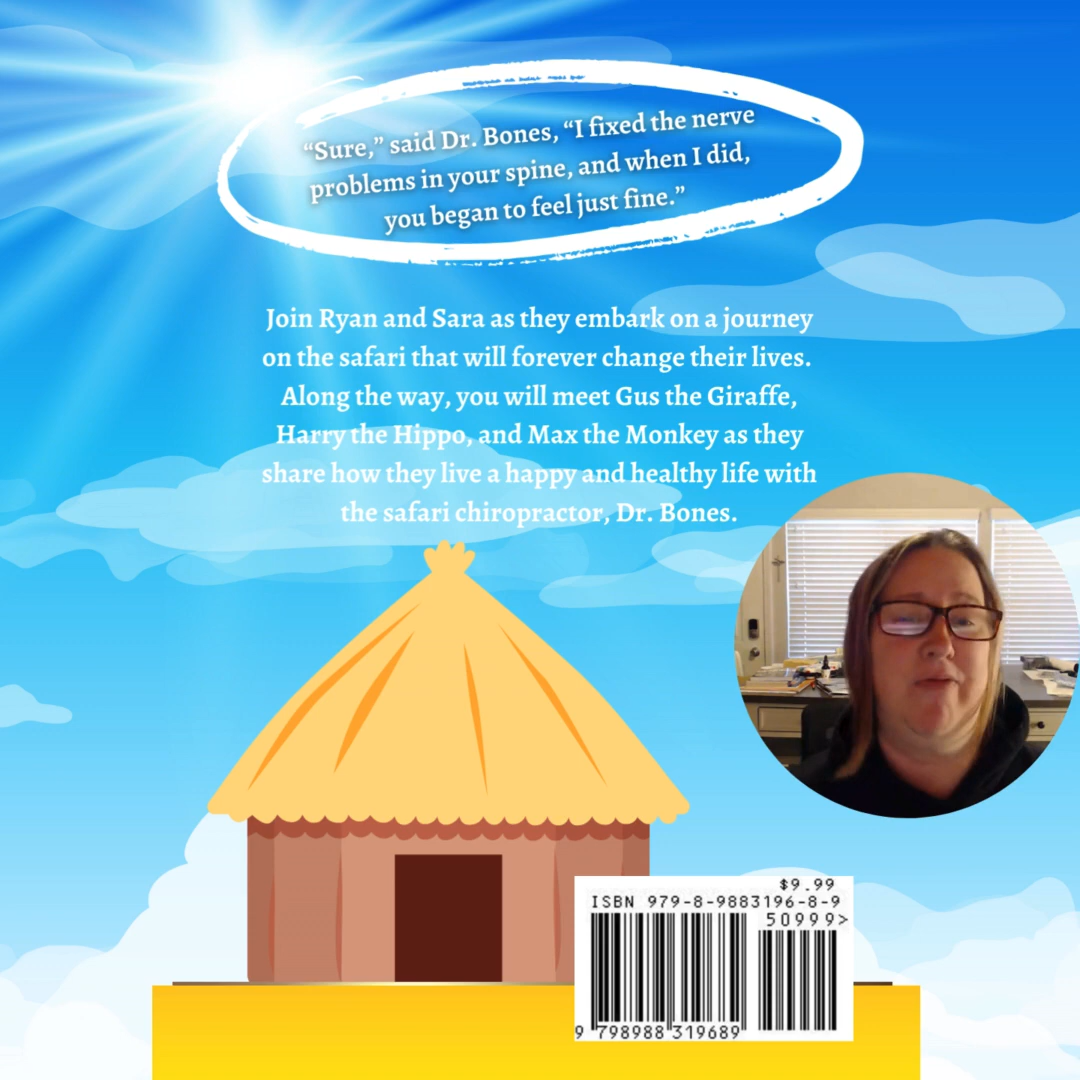 “Sure,” said Dr. Bones, “I fixed the nerve
problems in your spine, and when I did,
you began to feel just fine.”
Join Ryan and Sara as they embark on a journey
on the safari that will forever change their lives.
Along the way, you will meet Gus the Giraffe,
Harry the Hippo, and Max the Monkey as they
share how they live a happy and healthy life with
the safari chiropractor, Dr. Bones.
$9.99
ISBN 979-8-9883196-8-9
50999>
9 798988 319689